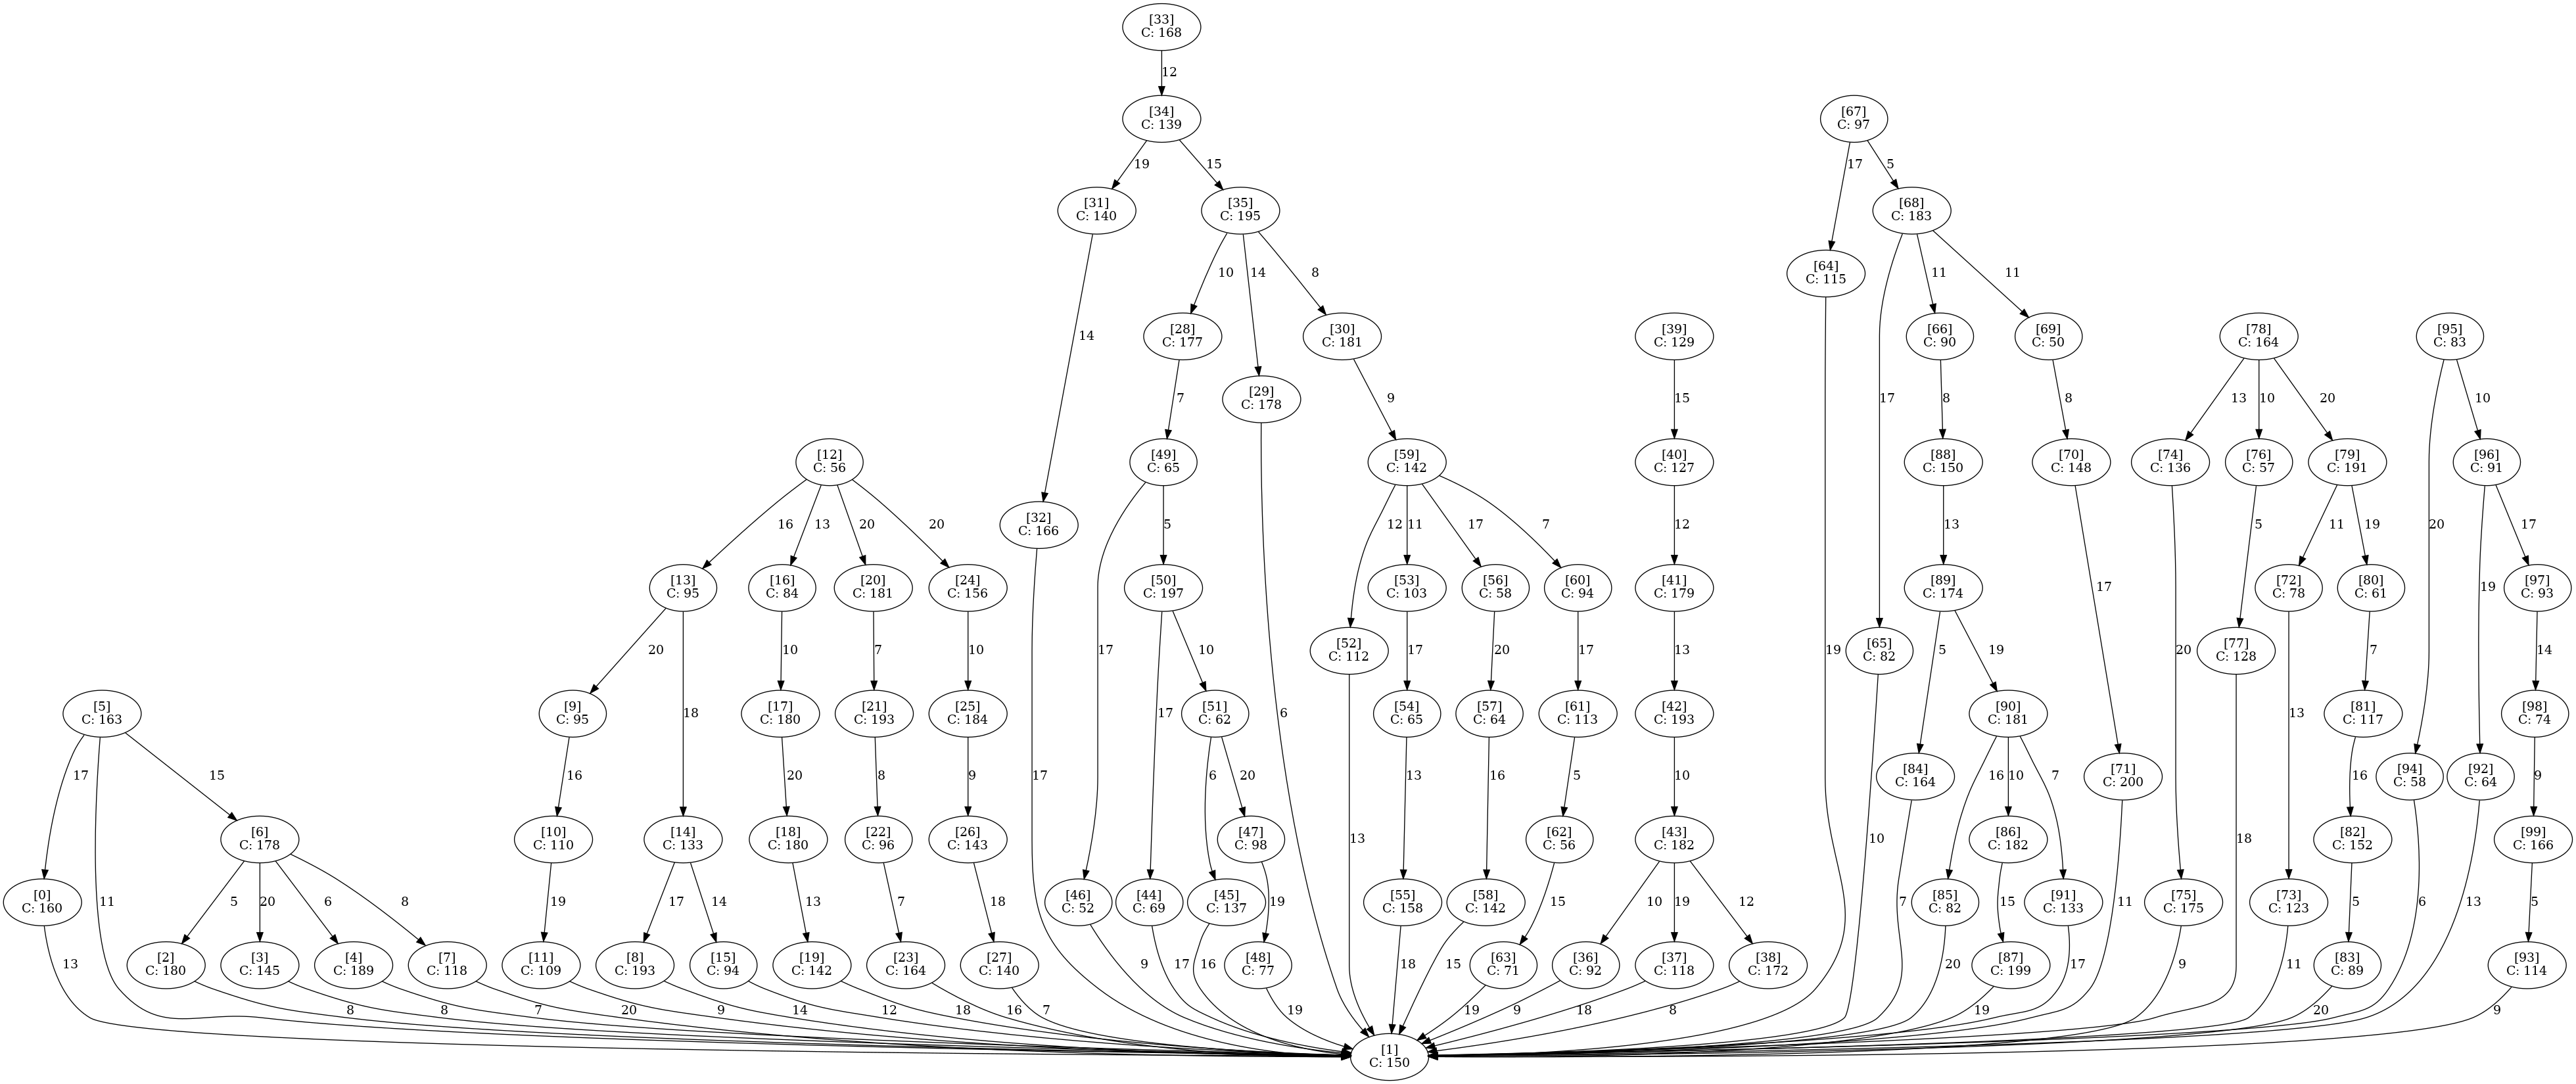 [33]
C: 168
12
[34]
C: 139
[67]
C: 97
19
15
17
5
[31]
C: 140
[35]
C: 195
[68]
C: 183
[64]
C: 115
10
14
8
11
11
[28]
C: 177
[30]
C: 181
[39]
C: 129
[66]
C: 90
[69]
C: 50
[78]
C: 164
[95]
C: 83
14
[29]
C: 178
7
9
15
17
8
8
13
10
20
20
10
[12]
C: 56
[49]
C: 65
[59]
C: 142
[40]
C: 127
[88]
C: 150
[70]
C: 148
[74]
C: 136
[76]
C: 57
[79]
C: 191
[96]
C: 91
[32]
C: 166
16
13
20
20
5
12
11
17
7
12
13
5
11
19
19
17
[13]
C: 95
[16]
C: 84
[20]
C: 181
[24]
C: 156
[50]
C: 197
[53]
C: 103
[56]
C: 58
[60]
C: 94
[41]
C: 179
[89]
C: 174
17
[72]
C: 78
[80]
C: 61
[97]
C: 93
[52]
C: 112
[65]
C: 82
[77]
C: 128
20
10
7
10
17
10
17
20
17
13
19
5
19
20
7
14
[5]
C: 163
[9]
C: 95
18
[17]
C: 180
[21]
C: 193
[25]
C: 184
17
[51]
C: 62
6
[54]
C: 65
[57]
C: 64
[61]
C: 113
[42]
C: 193
[90]
C: 181
13
[81]
C: 117
[98]
C: 74
17
15
16
20
8
9
17
6
20
13
16
5
10
16
10
7
16
9
[84]
C: 164
[71]
C: 200
[94]
C: 58
[92]
C: 64
[6]
C: 178
[10]
C: 110
[14]
C: 133
[18]
C: 180
[22]
C: 96
[26]
C: 143
[47]
C: 98
[62]
C: 56
[43]
C: 182
[86]
C: 182
[82]
C: 152
[99]
C: 166
13
10
18
[0]
C: 160
11
5
20
6
8
19
17
14
13
7
18
[46]
C: 52
[44]
C: 69
[45]
C: 137
19
[55]
C: 158
[58]
C: 142
15
10
19
12
7
[85]
C: 82
15
[91]
C: 133
11
[75]
C: 175
[73]
C: 123
5
6
13
5
13
[2]
C: 180
[3]
C: 145
[4]
C: 189
[7]
C: 118
[11]
C: 109
[8]
C: 193
[15]
C: 94
[19]
C: 142
[23]
C: 164
[27]
C: 140
9
17
16
[48]
C: 77
18
15
[63]
C: 71
[36]
C: 92
[37]
C: 118
[38]
C: 172
20
[87]
C: 199
17
9
11
[83]
C: 89
[93]
C: 114
8
8
7
20
9
14
12
18
16
7
19
19
9
18
8
19
20
9
[1]
C: 150